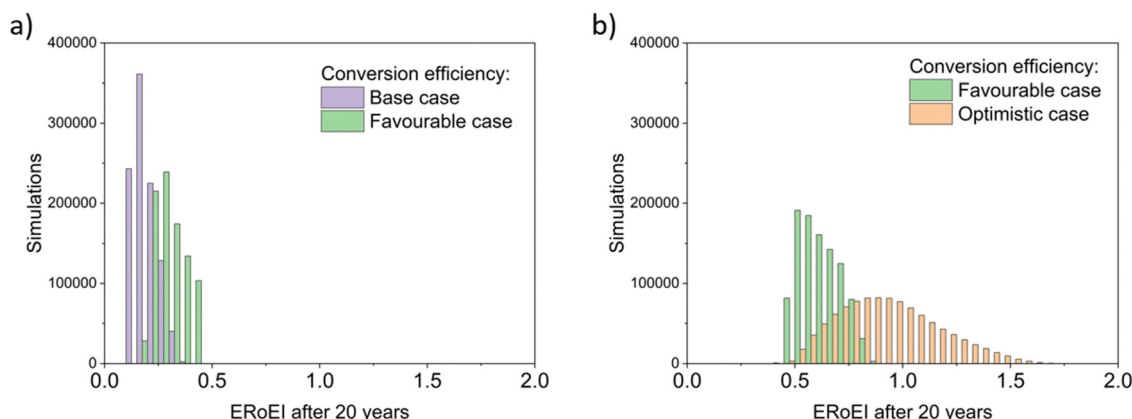 a)
400000
300000
200000
100000
0
Simulations
Conversion efficiency:
Base case
Favourable case
0.0 0.5 1.0 1.5 2.0
ERoEI after 20 years
b)
400000
300000
200000
100000
0
Simulations
Conversion efficiency:
Favourable case
Optimistic case
0.0 0.5 1.0 1.5 2.0
ERoEI after 20 years